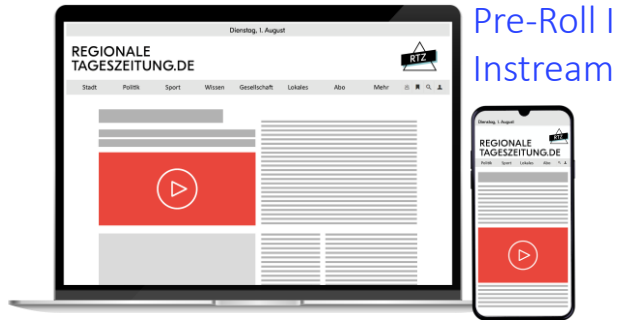 Dienstag, 1. August
REGIONALE
TAGESZEITUNG.DE
RTZ
Stadt Politik Sport Wissen Gesellschaft Lokales Abo Mehr
Pre-Roll I
Instream
Dienstag, 1. August
REGIONALE
TAGESZEITUNG.DE
RTZ
Politik Sport Lokales Abo